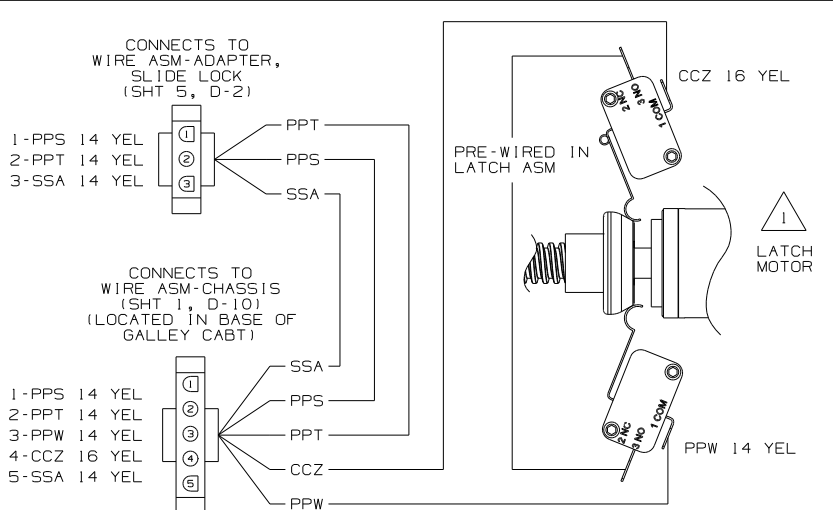 CONNECTS TO
WIRE ASM-ADAPTER,
SLIDE LOCK
(SHT 5, D-2)
1-PPS 14 YEL
2-PPT 14 YEL
3-SSA 14 YEL
1
2
3
PPT
PPS
SSA
CONNECTS TO
WIRE ASM-CHASSIS
(SHT 1, D-10)
(LOCATED IN BASE OF
GALLEY CABT)
1-PPS 14 YEL
2-PPT 14 YEL
3-PPW 14 YEL
4-CCZ 16 YEL
5-SSA 14 YEL
1
2
3
4
5
SSA
PPS
PPT
CCZ
PPW
PRE-WIRED IN
LATCH ASM
2 NC
3 NO
1 COM
CCZ 16 YEL
1
LATCH
MOTOR
2 NC
3 NO
1 COM
PPW 14 YEL